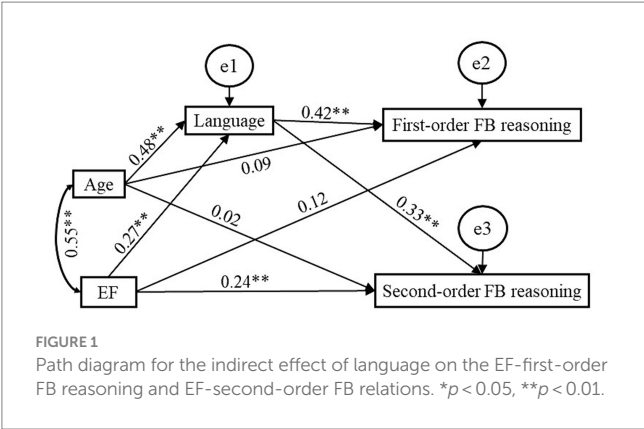 e1
e2
Language
0.42**
First-order FB reasoning
0.48**
0.09
Age
0.12
0.33**
0.55**
0.27**
0.02
e3
EF
0.24**
Second-order FB reasoning
FIGURE 1
Path diagram for the indirect effect of language on the EF-first-order
FB reasoning and EF-second-order FB relations. *p < 0.05, **p < 0.01.